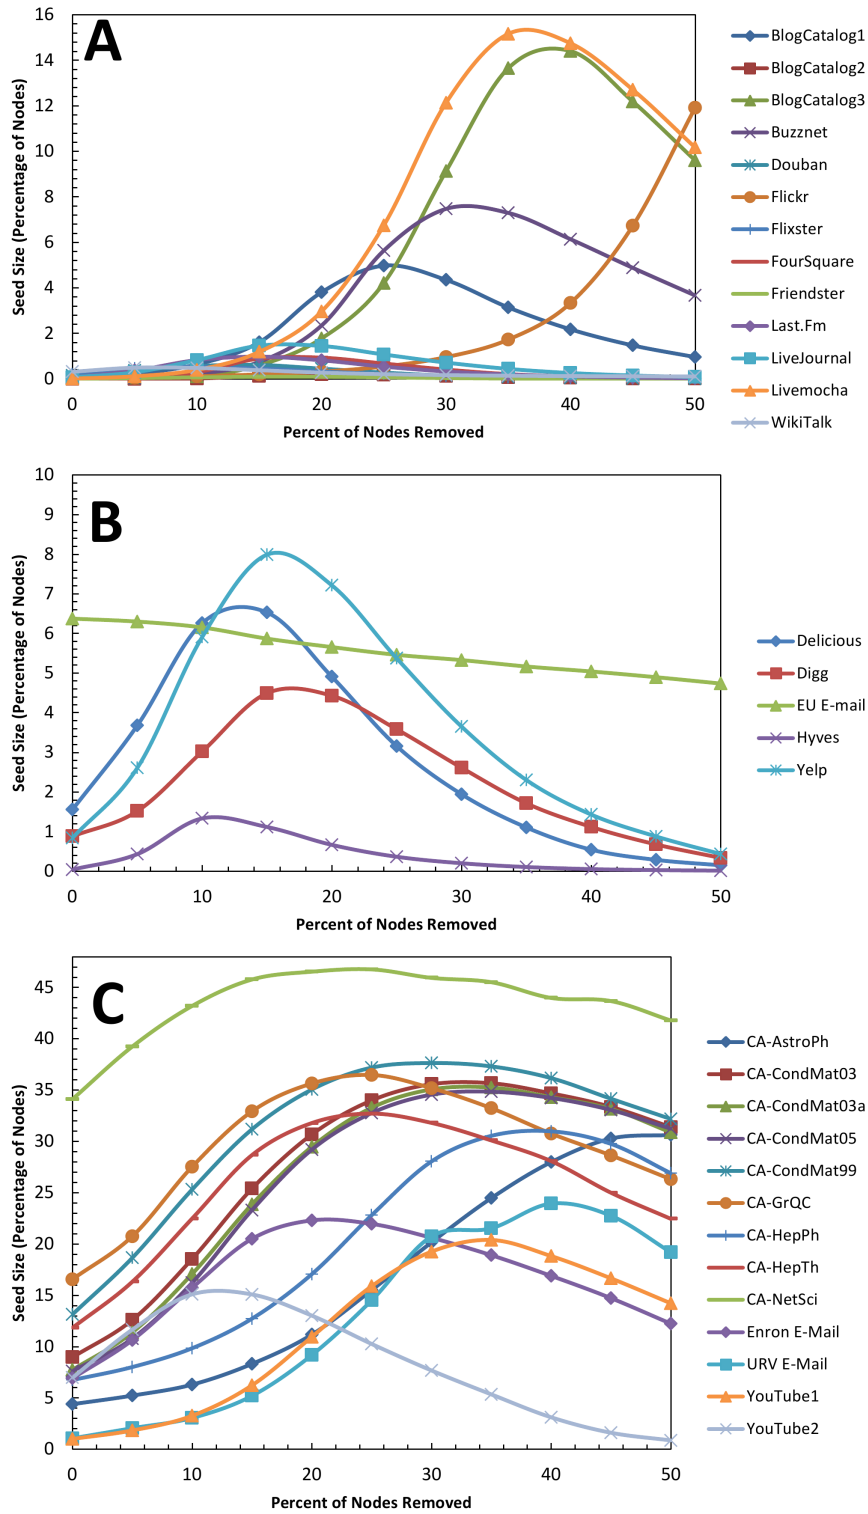 A
16
14
12
10
8
6
4
2
0
0 10 20 30 40 50
Seed Size (Percentage of Nodes)
Percent of Nodes Removed
BlogCatalog1
BlogCatalog2
BlogCatalog3
Buzznet
Douban
Flickr
Flixster
FourSquare
Friendster
Last.Fm
LiveJournal
Livemocha
WikiTalk
B
10
9
8
7
6
5
4
3
2
1
0
0 10 20 30 40 50
Seed Size (Percentage of Nodes)
Percent of Nodes Removed
Delicious
Digg
EU E-mail
Hyves
Yelp
C
45
40
35
30
25
20
15
10
5
0
0 10 20 30 40 50
Seed Size (Percentage of Nodes)
Percent of Nodes Removed
CA-AstroPh
CA-CondMat03
CA-CondMat03a
CA-CondMat05
CA-CondMat99
CA-GrQC
CA-HepPh
CA-HepTh
CA-NetSci
Enron E-Mail
URV E-Mail
YouTube1
YouTube2